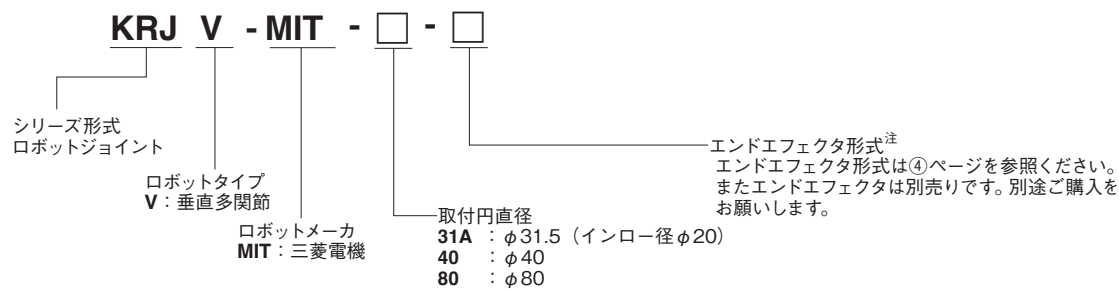 KRJ V - MIT - □ - □
シリーズ形式
ロボットジョイント
ロボットタイプ
V：垂直多関節
ロボットメーカ
MIT：三菱電機
取付円直径
31A ：φ31.5（インロー径φ20）
40 ：φ40
80 ：φ80
エンドエフェクタ形式注
エンドエフェクタ形式は④ページを参照ください。
またエンドエフェクタは別売りです。別途ご購入を
お願いします。